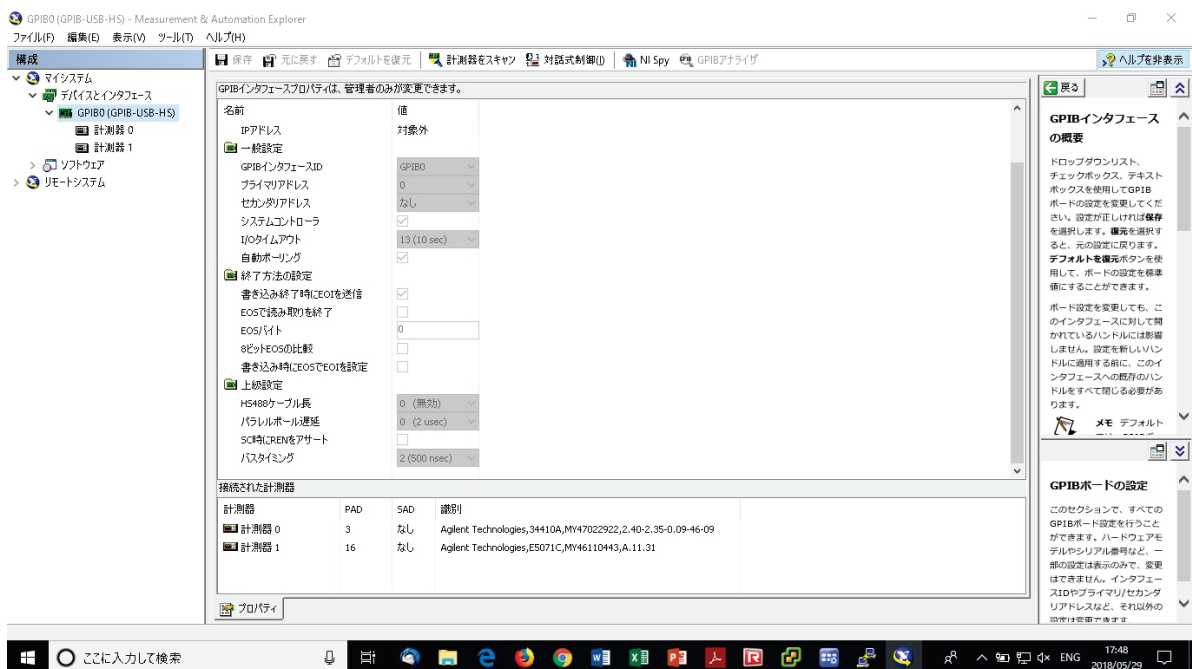 GPIB0 (GPIB-USB-HS) - Measurement & Automation Explorer
ファイル(F) 編集(E) 表示(V) ツール(T) ヘルプ(H)
構成
保存 元に戻す デフォルトを復元 計測器をスキャン 対話式制御(I) NI Spy GPIBアナライザ
ヘルプを非表示
マイシステム
デバイスとインタフェース
GPIB0 (GPIB-USB-HS)
計測器 0
計測器 1
ソフトウェア
リモートシステム
GPIBインタフェースプロパティは、管理者のみが変更できます。
名前 値
IPアドレス 対象外
一般設定
GPIBインタフェースID GPIB0
プライマリアドレス 0
セカンダリアドレス なし
システムコントローラ
I/Oタイムアウト 13 (10 sec)
自動ポーリング
終了方法の設定
書き込み終了時にEOIを送信
EOSで読み取りを終了
EOSバイト 0
8ビットEOSの比較
書き込み時にEOSでEOIを設定
上級設定
HS488ケーブル長 0 (無効)
パラレルポール遅延 0 (2 usec)
SC時にRENをアサート
バスタイミング 2 (500 nsec)
接続された計測器
計測器 PAD SAD 識別
計測器 0 3 なし Agilent Technologies,34410A,MY47022922,2.40-2.35-0.09-46-09
計測器 1 16 なし Agilent Technologies,E5071C,MY46110443,A.11.31
プロパティ
戻る
GPIBインタフェース
の概要
ドロップダウンリスト、
チェックボックス、テキスト
ボックスを使用してGPIB
ボードの設定を変更してくだ
さい。設定が正しければ保存
を選択します。復元を選択す
ると、元の設定に戻ります。
デフォルトを復元ボタンを使
用して、ボードの設定を標準
値にすることができます。
ボード設定を変更しても、こ
のインタフェースに対して開
かれているハンドルには影響
しません。設定を新しいハン
ドルに適用する前に、このイ
ンタフェースへの既存のハン
ドルをすべて閉じる必要があ
ります。
メモ デフォルト
GPIBボードの設定
このセクションで、すべての
GPIBボード設定を行うこと
ができます。ハードウェアモ
デルやシリアル番号など、一
部の設定は表示のみで、変更
はできません。インタフェー
スIDやプライマリ/セカンダ
リアドレスなど、それ以外の
設定は変更できます
ここに入力して検索
ENG
17:48
2018/05/29